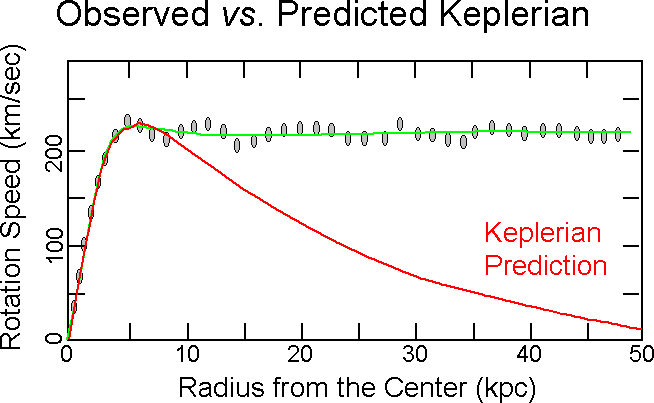 Observed vs. Predicted Keplerian
Rotation Speed (km/sec)
200
100
0
Keplerian
Prediction
0 10 20 30 40 50
Radius from the Center (kpc)